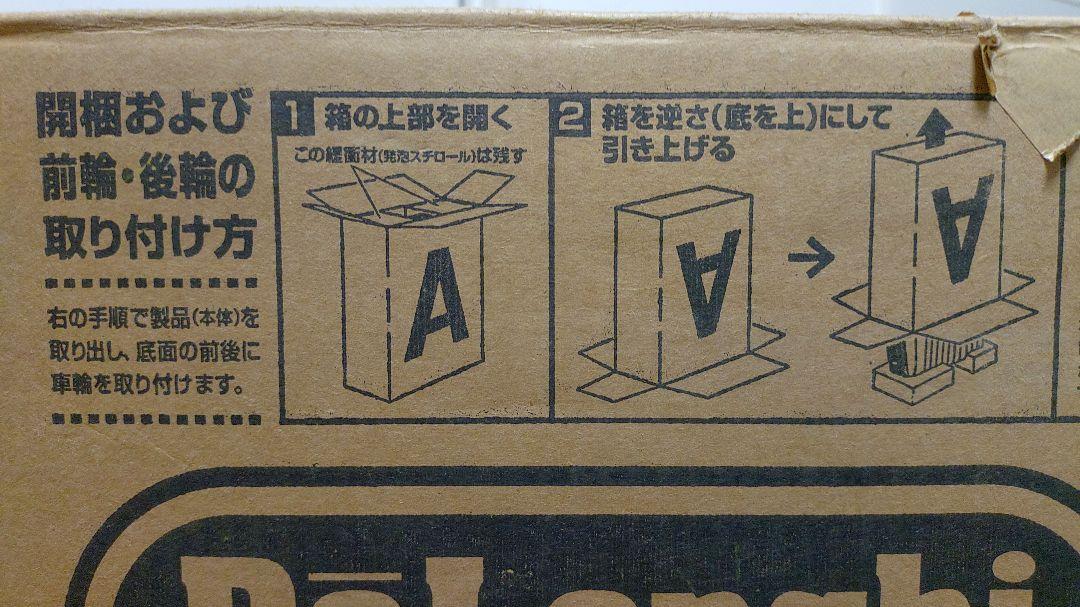 開梱および
前輪・後輪の
取り付け方
右の手順で製品(本体)を
取り出し、底面の前後に
車輪を取り付けます。
1 箱の上部を開く
この緩衝材(発泡スチロール)は残す
A
2 箱を逆さ(底を上)にして
引き上げる
A
A
DeLonghi